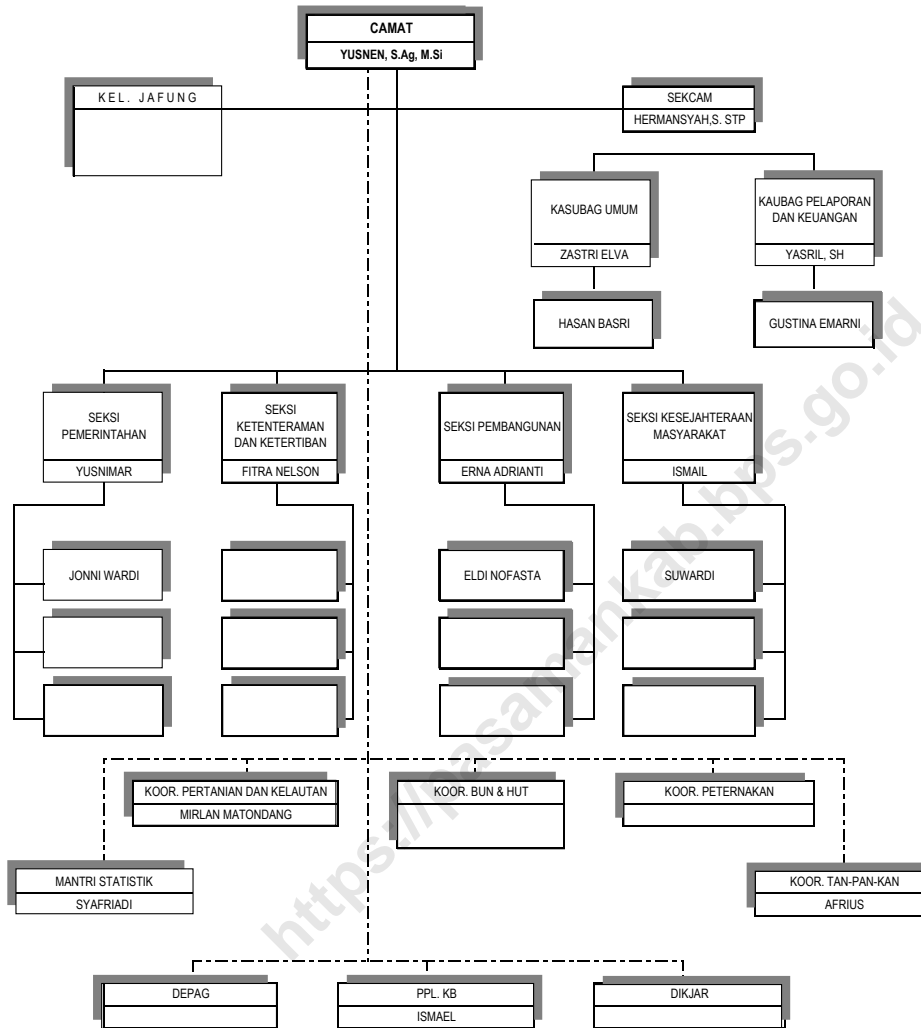 CAMAT
YUSNEN, S.Ag, M.Si
KEL. JAFUNG
SEKCAM
HERMANSYAH,S. STP
KASUBAG UMUM
ZASTRI ELVA
KAUBAG PELAPORAN
DAN KEUANGAN
YASRIL, SH
HASAN BASRI
GUSTINA EMARNI
SEKSI
PEMERINTAHAN
YUSNIMAR
SEKSI
KETENTERAMAN
DAN KETERTIBAN
FITRA NELSON
SEKSI PEMBANGUNAN
ERNA ADRIANTI
SEKSI KESEJAHTERAAN
MASYARAKAT
ISMAIL
JONNI WARDI
ELDI NOFASTA
SUWARDI
KOOR. PERTANIAN DAN KELAUTAN
MIRLAN MATONDANG
KOOR. BUN & HUT
KOOR. PETERNAKAN
MANTRI STATISTIK
SYAFRIADI
KOOR. TAN-PAN-KAN
AFRIUS
DEPAG
PPL. KB
ISMAEL
DIKJAR
https://pasamankab.bps.go.id